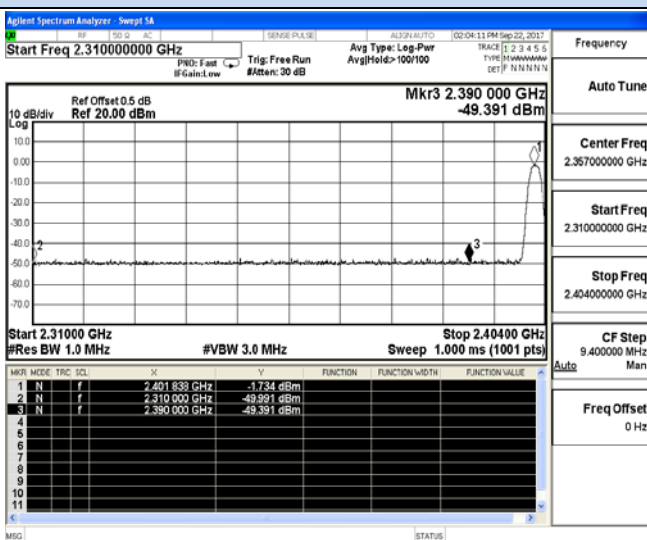 Agilent Spectrum Analyzer - Swept SA
RF 50 Ω AC SENSE:PULSE ALIGN AUTO 02:04:11 PM Sep 22, 2017
Start Freq 2.310000000 GHz
PNO: Fast
IFGain:Low
Trig: Free Run
#Atten: 30 dB
Avg Type: Log-Pwr
Avg|Hold:>100/100
TRACE 1 2 3 4 5 6
TYPE
DET P N N N N N
Ref Offset 0.5 dB
10 dB/div Ref 20.00 dBm
Log
Mkr3 2.390 000 GHz
-49.391 dBm
10.0
0.00
-10.0
-20.0
-30.0
-40.0
-50.0
-60.0
-70.0
1
2
3
Start 2.31000 GHz Stop 2.40400 GHz
#Res BW 1.0 MHz #VBW 3.0 MHz Sweep 1.000 ms (1001 pts)
MKR MODE TRC SCL X Y FUNCTION FUNCTION WIDTH FUNCTION VALUE
1 N f 2.401 838 GHz -1.734 dBm
2 N f 2.310 000 GHz -49.991 dBm
3 N f 2.390 000 GHz -49.391 dBm
4
5
6
7
8
9
10
11
MSG STATUS
Frequency
Auto Tune
Center Freq
2.357000000 GHz
Start Freq
2.310000000 GHz
Stop Freq
2.404000000 GHz
CF Step
9.400000 MHz
Auto Man
Freq Offset
0 Hz